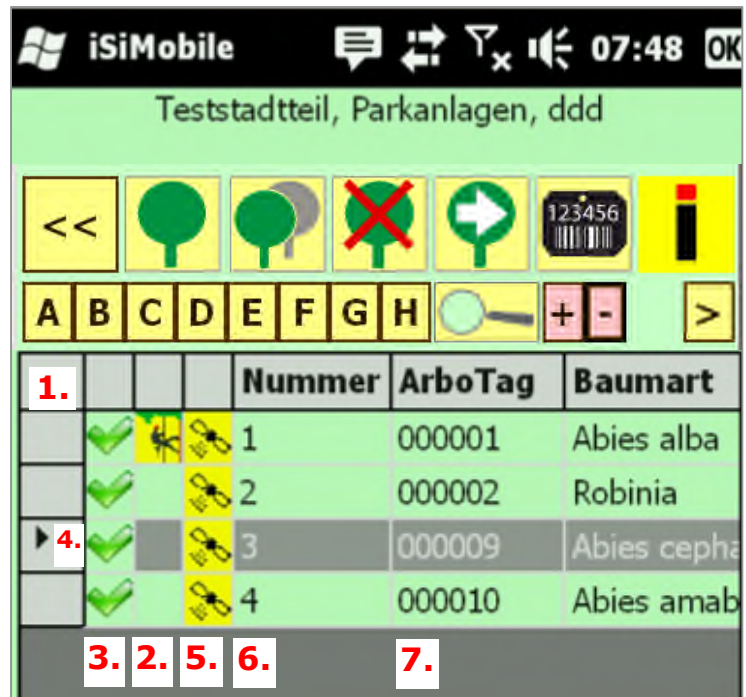 iSiMobile 07:48 OK
Teststadtteil, Parkanlagen, ddd
<< 123456 i
A B C D E F G H + - >
1. Nummer ArboTag Baumart
1 000001 Abies alba
2 000002 Robinia
4. 3 000009 Abies cepha
4 000010 Abies amab
3. 2. 5. 6. 7.